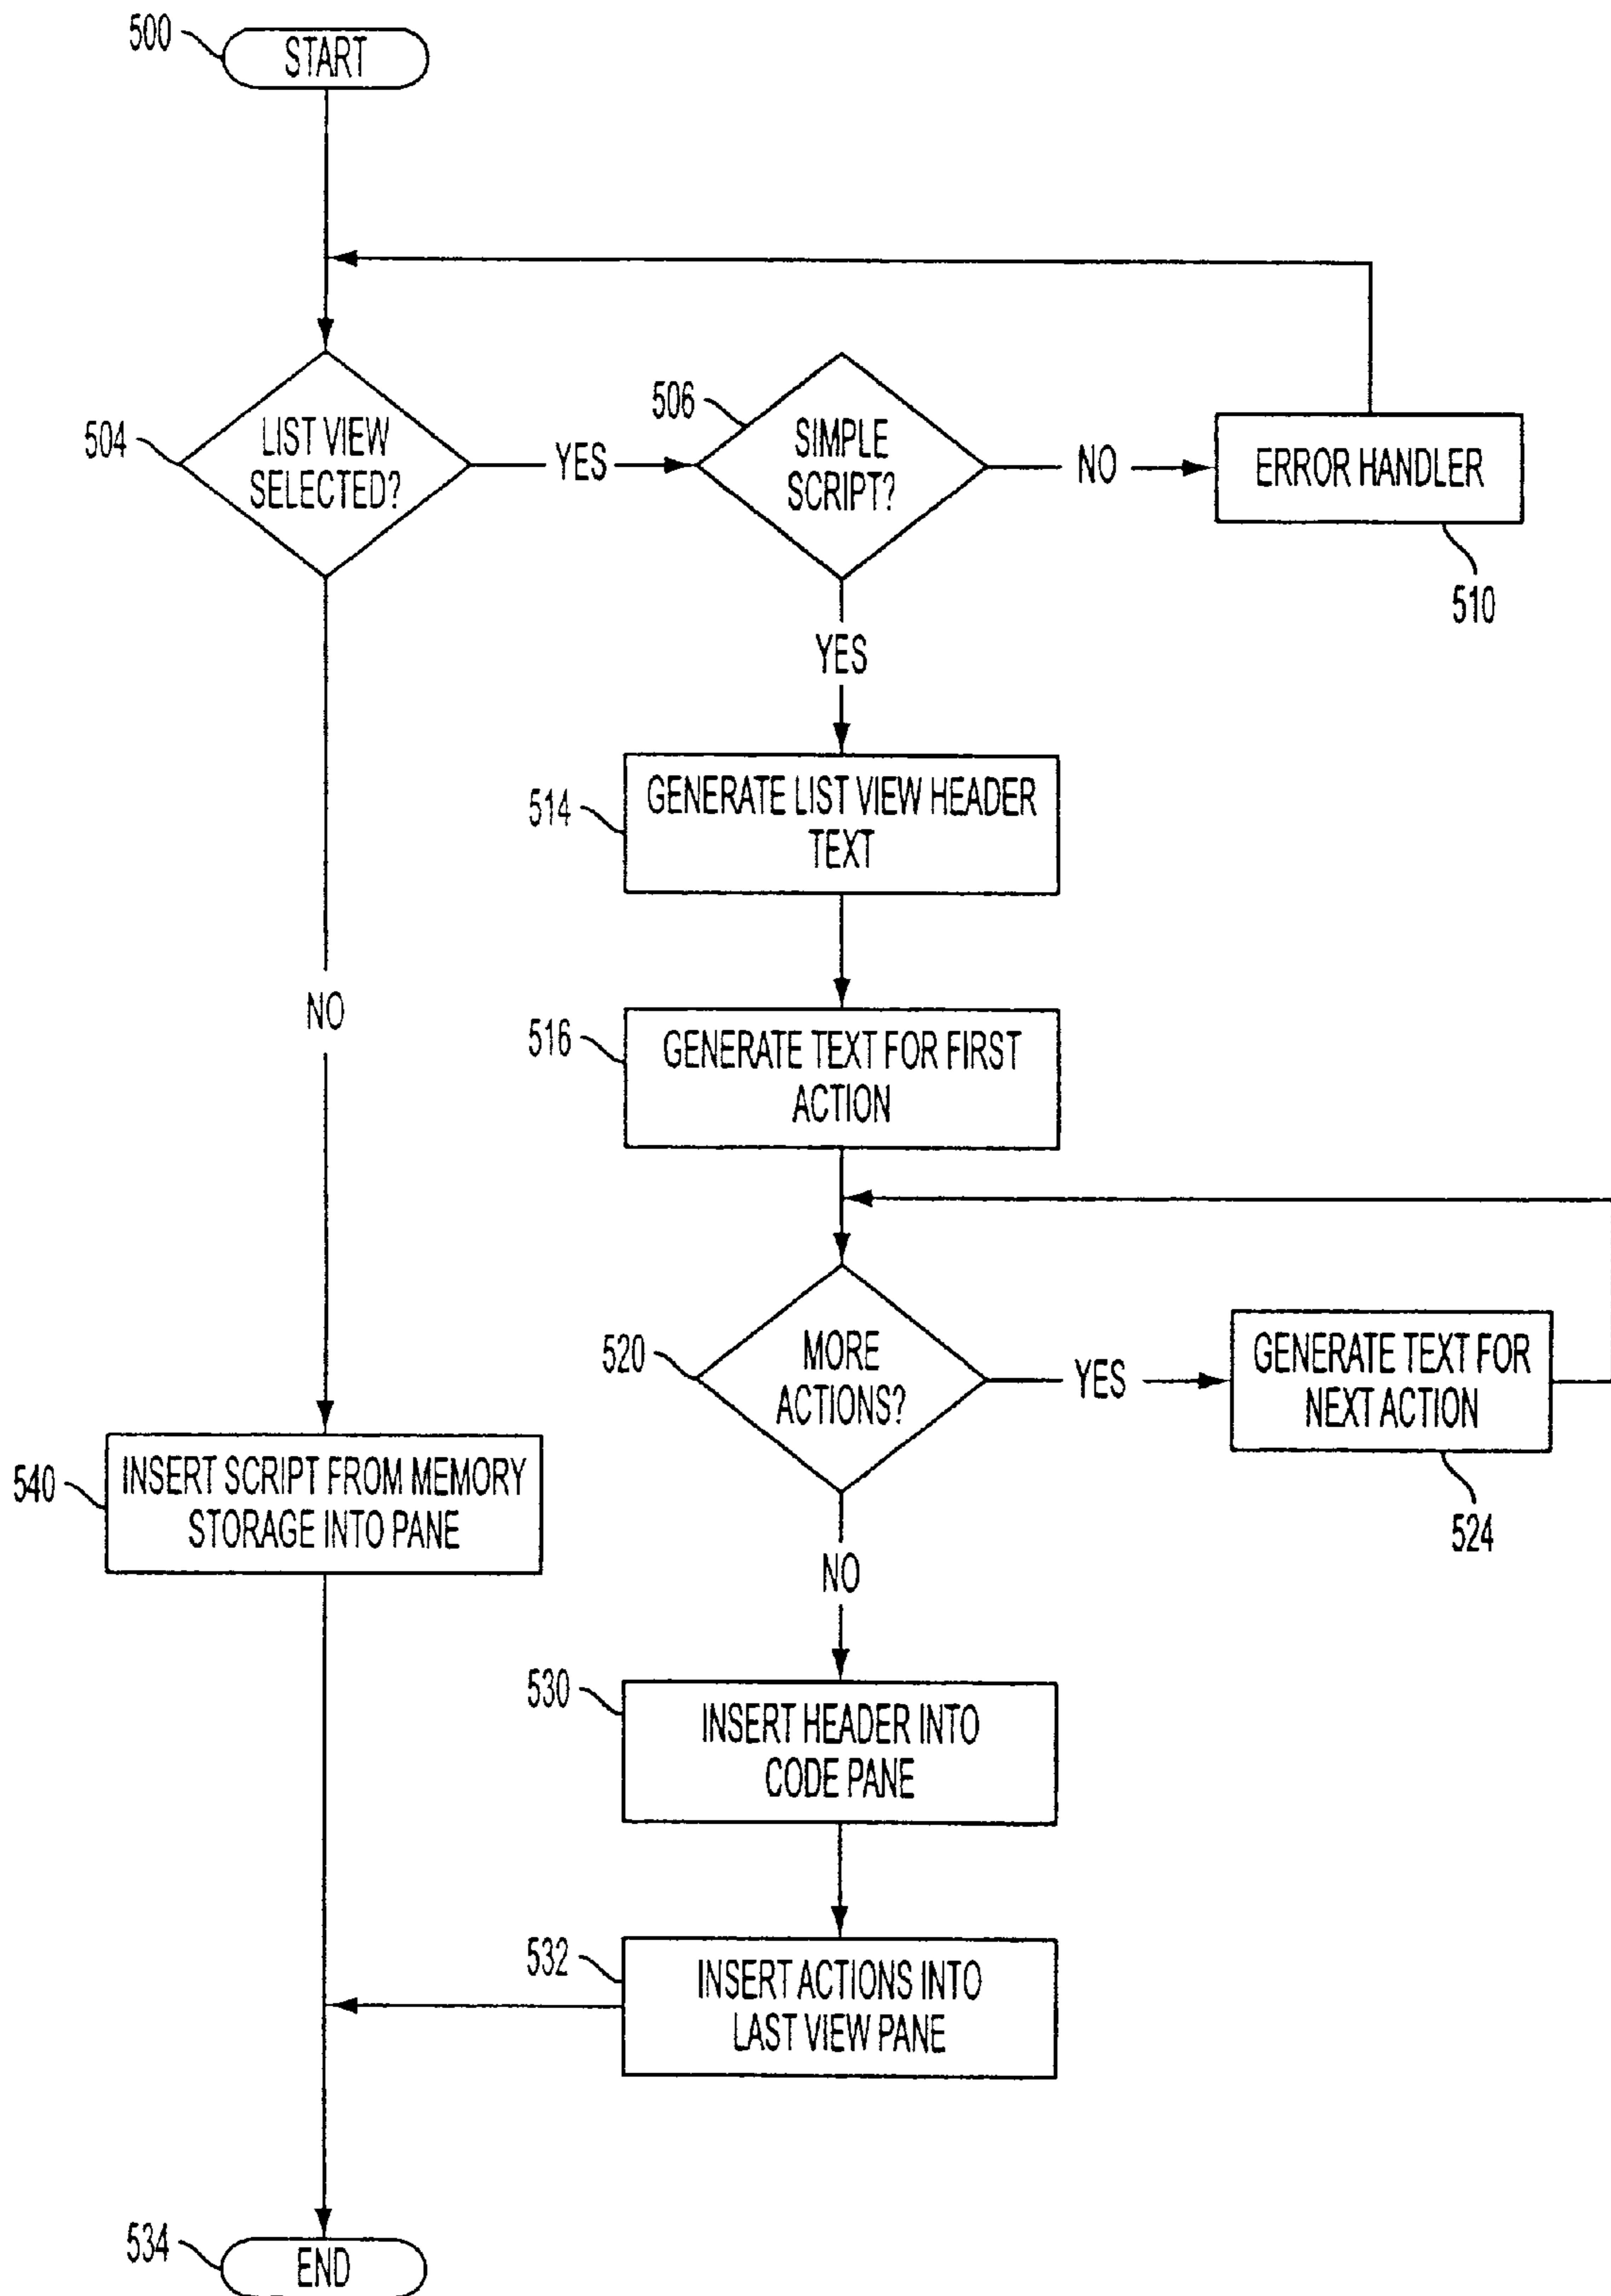 500
START
504
LIST VIEW
SELECTED?
YES
506
SIMPLE
SCRIPT?
NO
ERROR HANDLER
510
YES
514
GENERATE LIST VIEW HEADER
TEXT
NO
516
GENERATE TEXT FOR FIRST
ACTION
520
MORE
ACTIONS?
YES
GENERATE TEXT FOR
NEXT ACTION
524
540
INSERT SCRIPT FROM MEMORY
STORAGE INTO PANE
NO
530
INSERT HEADER INTO
CODE PANE
532
INSERT ACTIONS INTO
LAST VIEW PANE
534
END